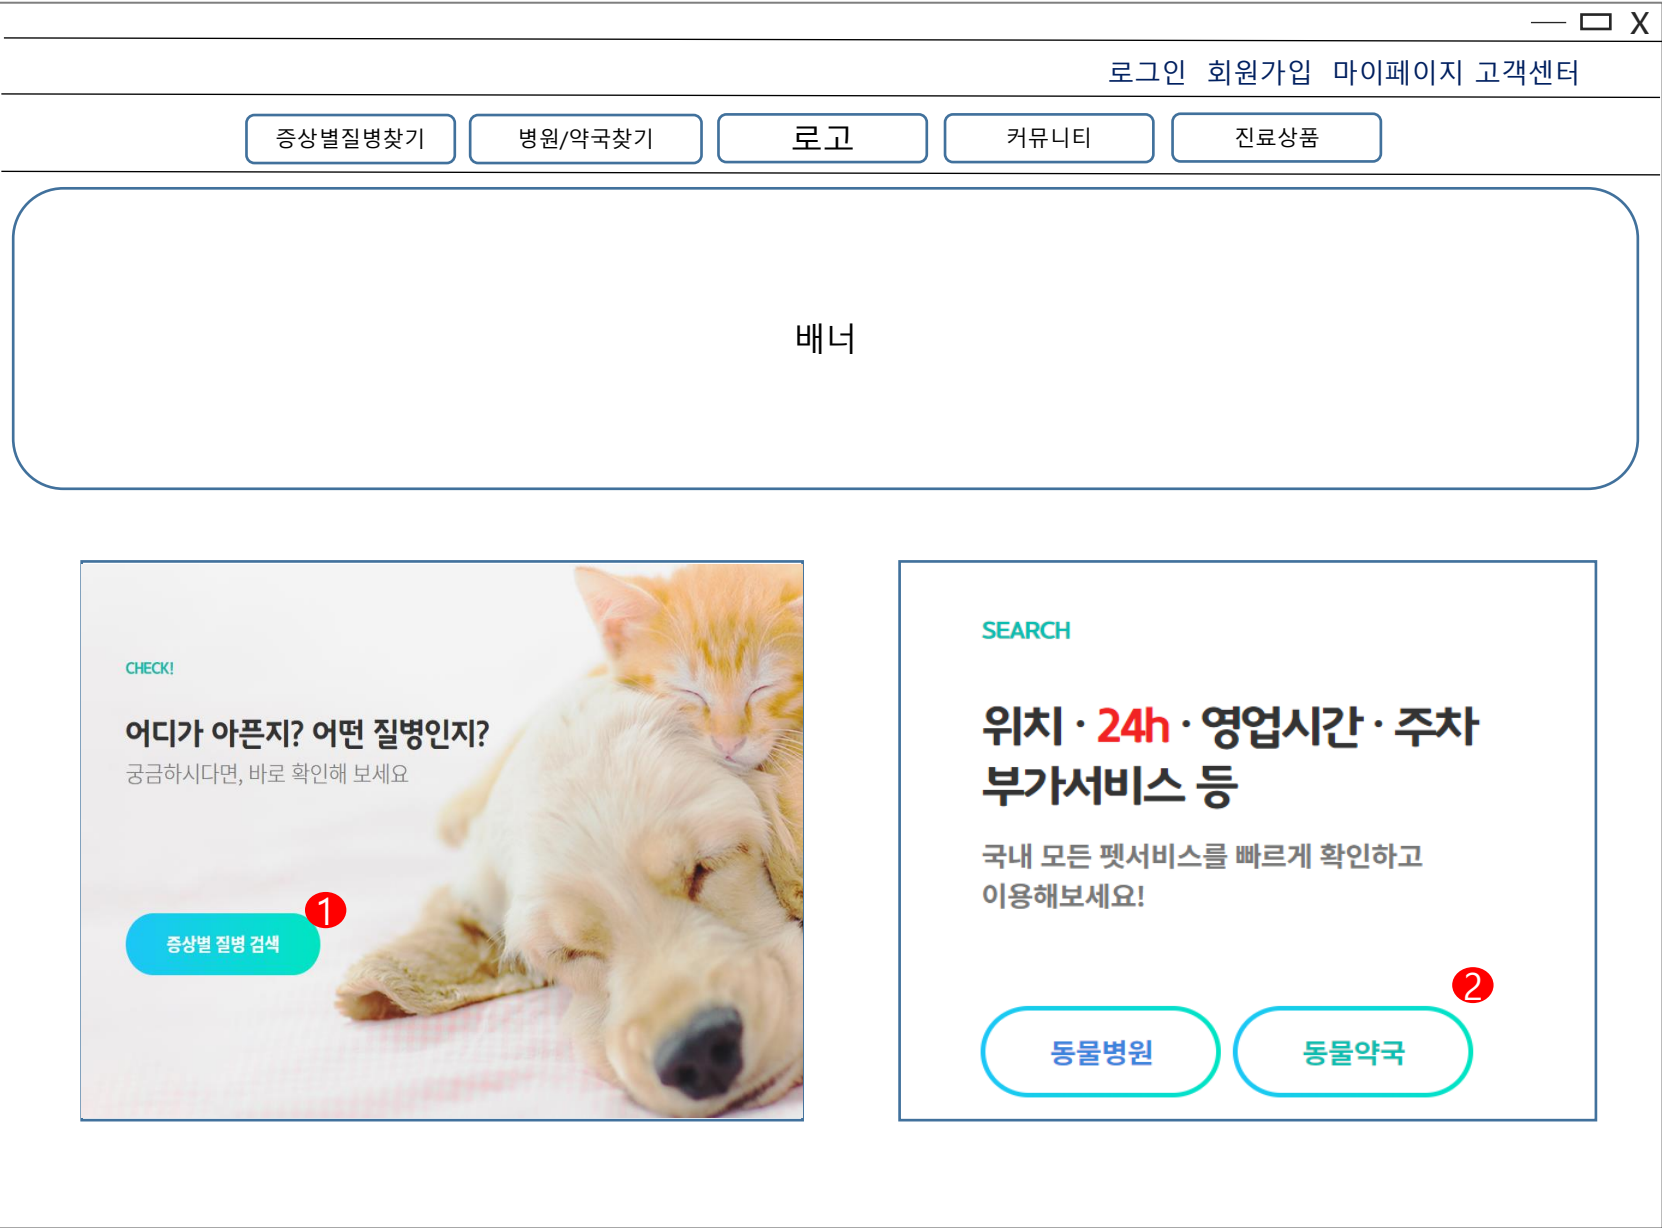 X
로그인 회원가입 마이페이지 고객센터
증상별질병찾기 병원/약국찾기 로고 커뮤니티 진료상품
배너
CHECK!
어디가 아픈지? 어떤 질병인지?
궁금하시다면, 바로 확인해 보세요
1
증상별 질병 검색
SEARCH
위치 · 24h · 영업시간 · 주차
부가서비스 등
국내 모든 펫서비스를 빠르게 확인하고
이용해보세요!
2
동물병원 동물약국